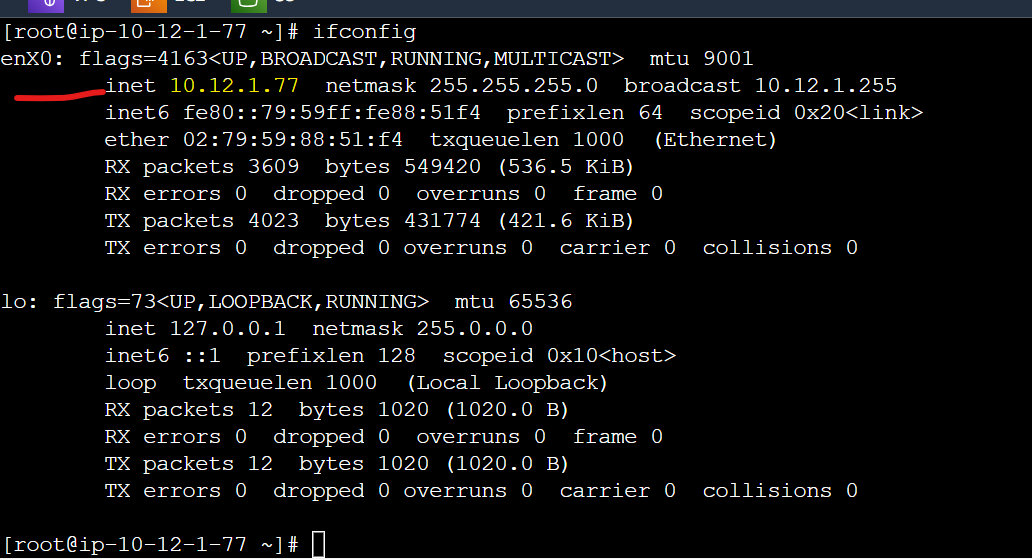 [root@ip-10-12-1-77 ~]# ifconfig
enX0: flags=4163<UP,BROADCAST,RUNNING,MULTICAST>  mtu 9001
        inet 10.12.1.77  netmask 255.255.255.0  broadcast 10.12.1.255
        inet6 fe80::79:59ff:fe88:51f4  prefixlen 64  scopeid 0x20<link>
        ether 02:79:59:88:51:f4  txqueuelen 1000  (Ethernet)
        RX packets 3609  bytes 549420 (536.5 KiB)
        RX errors 0  dropped 0  overruns 0  frame 0
        TX packets 4023  bytes 431774 (421.6 KiB)
        TX errors 0  dropped 0 overruns 0  carrier 0  collisions 0
lo: flags=73<UP,LOOPBACK,RUNNING>  mtu 65536
        inet 127.0.0.1  netmask 255.0.0.0
        inet6 ::1  prefixlen 128  scopeid 0x10<host>
        loop  txqueuelen 1000  (Local Loopback)
        RX packets 12  bytes 1020 (1020.0 B)
        RX errors 0  dropped 0  overruns 0  frame 0
        TX packets 12  bytes 1020 (1020.0 B)
        TX errors 0  dropped 0 overruns 0  carrier 0  collisions 0
[root@ip-10-12-1-77 ~]#